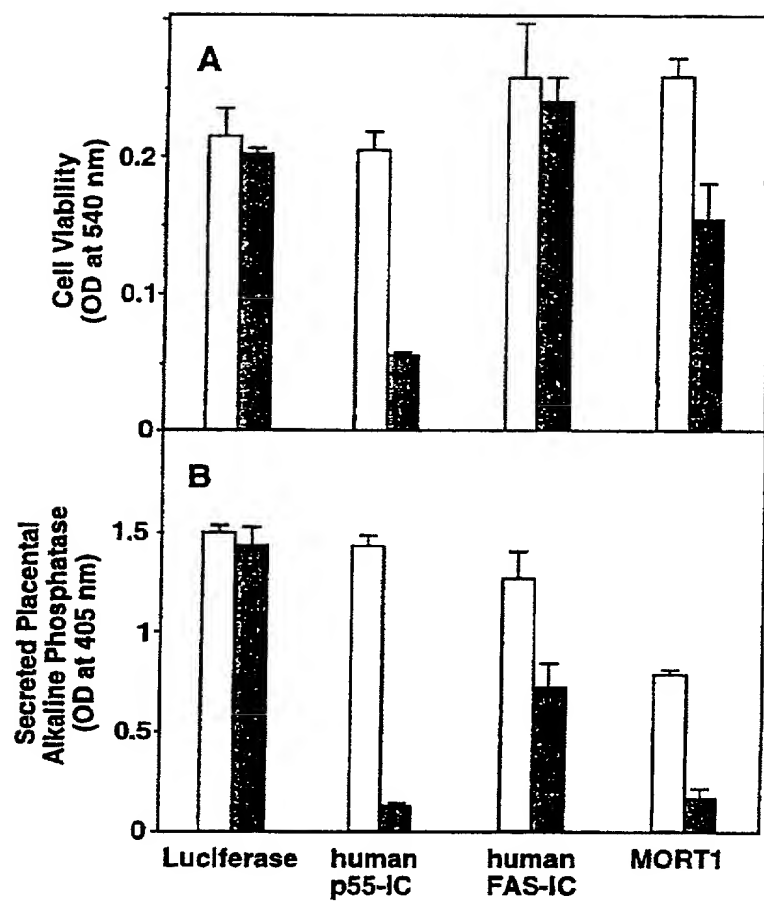 A
Cell Viability
(OD at 540 nm)
0.2
0.1
0
B
Secreted Placental
Alkaline Phosphatase
(OD at 405 nm)
1.5
1
0.5
0
Luciferase
human
p55-IC
human
FAS-IC
MORT1